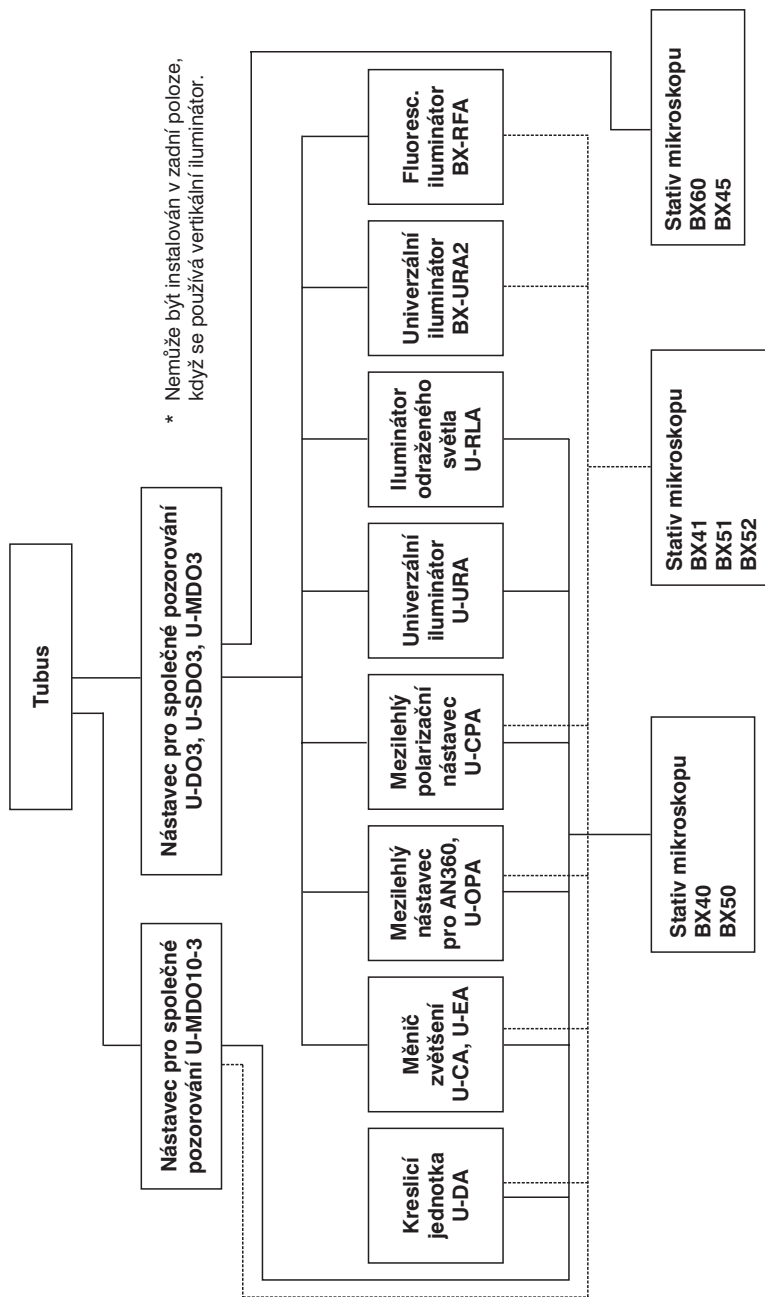 Tubus
Nástavec pro společné
pozorování U-MDO10-3
Nástavec pro společné pozorování
U-DO3, U-SDO3, U-MDO3
* Nemůže být instalován v zadní poloze,
když se používá vertikální iluminátor.
Kreslicí
jednotka
U-DA
Měnič
zvětšení
U-CA, U-EA
Mezilehlý
nástavec
pro AN360,
U-OPA
Mezilehlý
polarizační
nástavec
U-CPA
Univerzální
iluminátor
U-URA
Iluminátor
odraženého
světla
U-RLA
Univerzální
iluminátor
BX-URA2
Fluoresc.
iluminátor
BX-RFA
Stativ mikroskopu
BX40
BX50
Stativ mikroskopu
BX41
BX51
BX52
Stativ mikroskopu
BX60
BX45